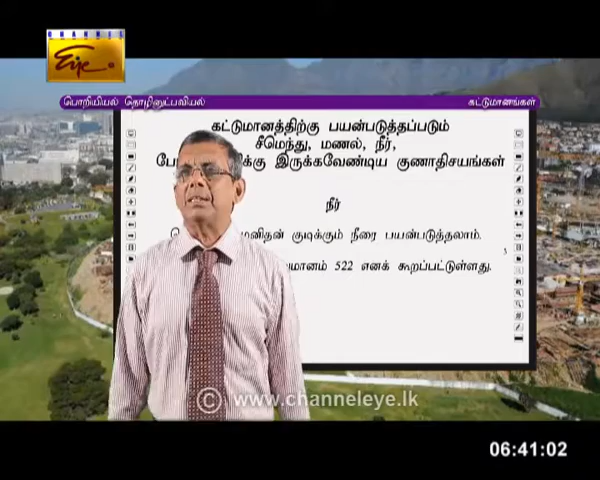 CHANNEL
Eye
பொறியியல் தொழினுட்பவியல்
கட்டுமானங்கள்
கட்டுமானத்திற்கு பயன்படுத்தப்படும்
சீமெந்து, மணல், நீர்,
இருக்கவேண்டிய குணாதிசயங்கள்
நீர்
குடிக்கும் நீரை பயன்படுத்தலாம்.
3
522 எனக் கூறப்பட்டுள்ளது.
© www.channeleye.lk
06:41:02